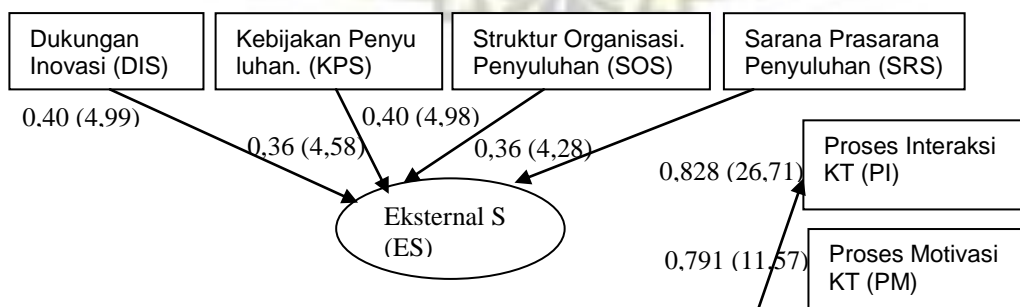 Dukungan
Inovasi (DIS)
Kebijakan Penyu
luhan. (KPS)
Struktur Organisasi.
Penyuluhan (SOS)
Sarana Prasarana
Penyuluhan (SRS)
0,40 (4,99)
0,36 (4,58)
0,40 (4,98)
0,36 (4,28)
Eksternal S
(ES)
0,828 (26,71)
Proses Interaksi
KT (PI)
0,791 (11,57)
Proses Motivasi
KT (PM)